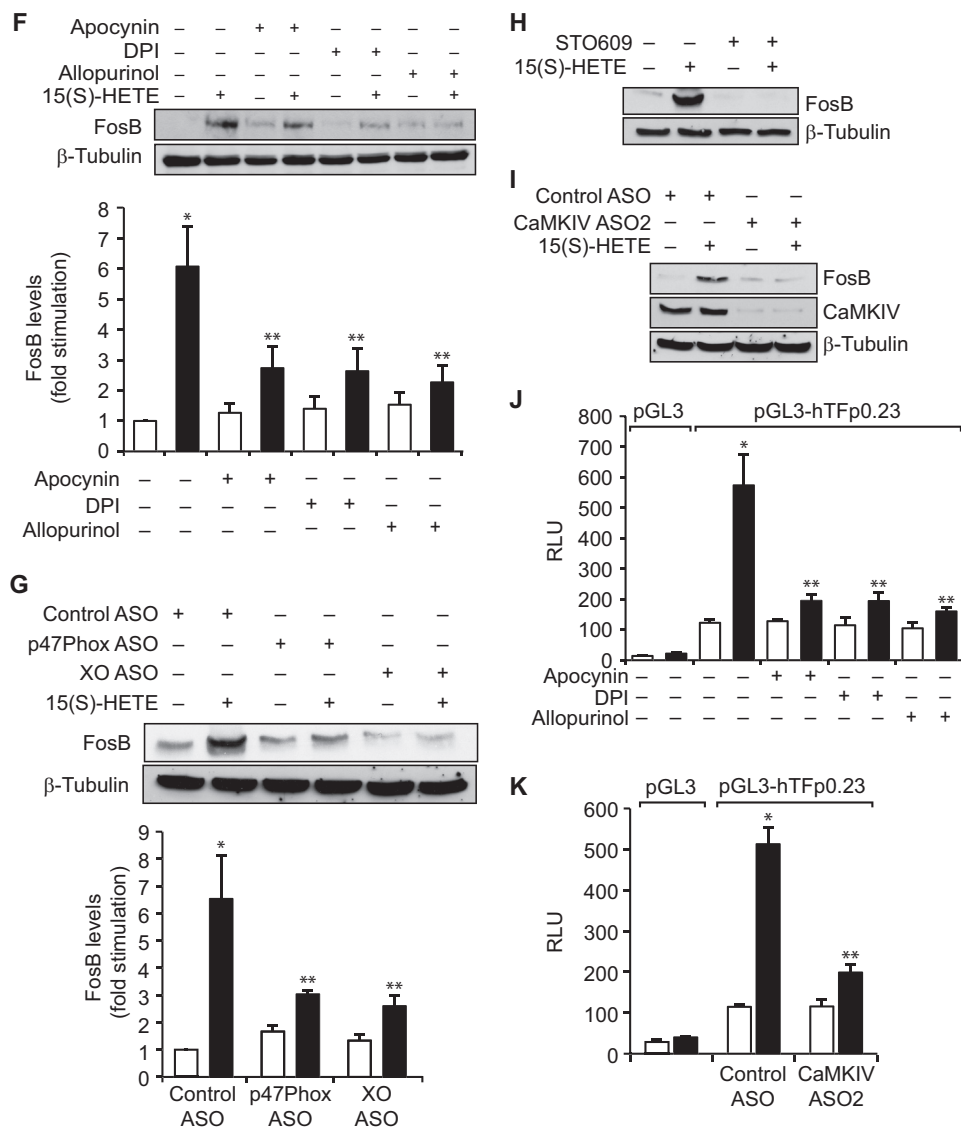 F
Apocynin – – + + – – – –
DPI – – – – + + – –
Allopurinol – – – – – – + +
15(S)-HETE – + – + – + – +
FosB
β-Tubulin
FosB levels
(fold stimulation)
8
7
6
5
4
3
2
1
0
*
**
**
**
Apocynin – – + + – – – –
DPI – – – – + + – –
Allopurinol – – – – – – + +
G
Control ASO + + – – – –
p47Phox ASO – – + + – –
XO ASO – – – – + +
15(S)-HETE – + – + – +
FosB
β-Tubulin
FosB levels
(fold stimulation)
9
8
7
6
5
4
3
2
1
0
*
**
**
Control p47Phox XO
ASO ASO ASO
H
STO609 – – + +
15(S)-HETE – + – +
FosB
β-Tubulin
I
Control ASO + + – –
CaMKIV ASO2 – – + +
15(S)-HETE – + – +
FosB
CaMKIV
β-Tubulin
J
pGL3 pGL3-hTFp0.23
RLU
800
700
600
500
400
300
200
100
0
*
**
**
**
Apocynin – – – – + + – – – –
DPI – – – – – – + + – –
Allopurinol – – – – – – – – + +
K
pGL3 pGL3-hTFp0.23
RLU
600
500
400
300
200
100
0
*
**
Control CaMKIV
ASO ASO2